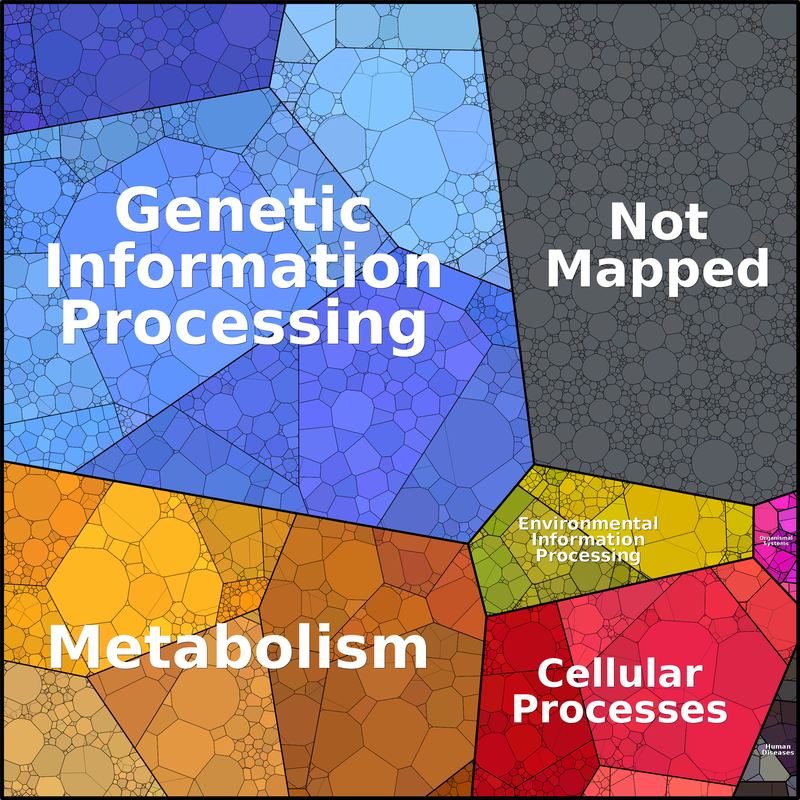 Genetic
Information
Processing
Not
Mapped
Environmental
Information
Processing
Organismal
Systems
Metabolism
Cellular
Processes
Human
Diseases